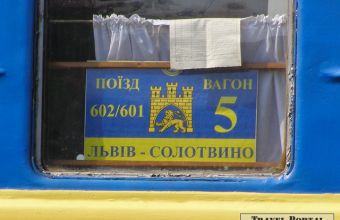 ПОЇЗД ВАГОН
602/601 5
ЛЬВІВ - СОЛОТВИНО
TRAVEL PORTAL